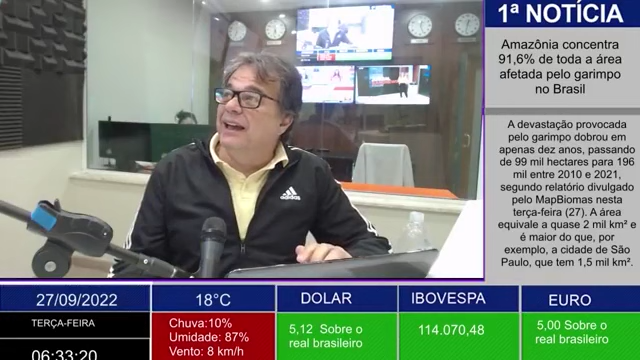 1ª NOTÍCIA
Amazônia concentra
91,6% de toda a área
afetada pelo garimpo
no Brasil
A devastação provocada
pelo garimpo dobrou em
apenas dez anos, passando
de 99 mil hectares para 196
mil entre 2010 e 2021,
segundo relatório divulgado
pelo MapBiomas nesta
terça-feira (27). A área
equivale a quase 2 mil km² e
é maior do que, por
exemplo, a cidade de São
Paulo, que tem 1,5 mil km².
adidas
27/09/2022
18°C
DOLAR
IBOVESPA
EURO
TERÇA-FEIRA
06:33:20
Chuva:10%
Umidade: 87%
Vento: 8 km/h
5,12 Sobre o
real brasileiro
114.070,48
5,00 Sobre o
real brasileiro